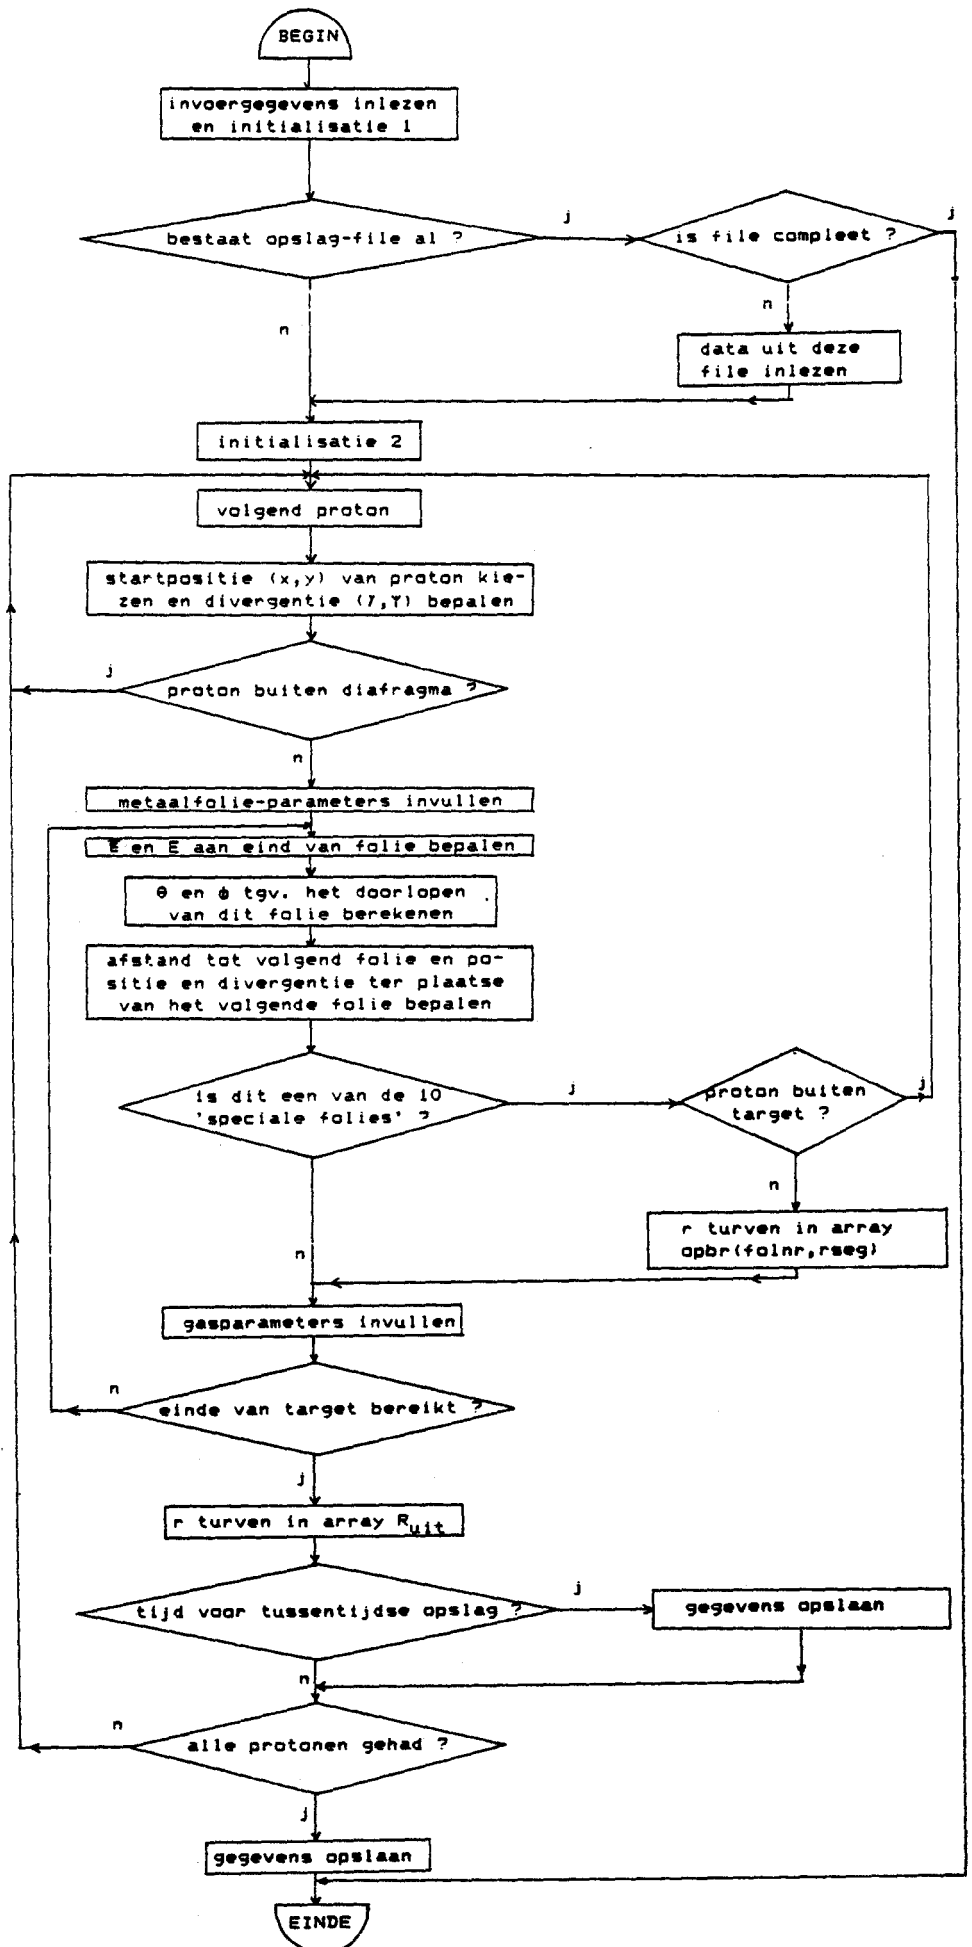 BEGIN
invoergegevens inlezen
en initialisatie 1
bestaat opslag-file al ?
j
is file compleet ?
j
n
n
data uit deze
file inlezen
initialisatie 2
volgend proton
startpositie (x,y) van proton kie-
zen en divergentie
bepalen
j
proton buiten diafragma ?
n
metaalfolie-parameters invullen
en E aan eind van folie bepalen
θ en ϕ tgv. het doorlopen
van dit folie berekenen
afstand tot volgend folie en po-
sitie en divergentie ter plaatse
van het volgende folie bepalen
is dit een van de 10
'speciale folies' ?
j
proton buiten
target ?
j
n
n
r turven in array
opbr(folnr,rseg)
gasparameters invullen
n
einde van target bereikt ?
j
r turven in array Ruit
tijd voor tussentijdse opslag ?
j
gegevens opslaan
n
n
alle protonen gehad ?
j
gegevens opslaan
EINDE